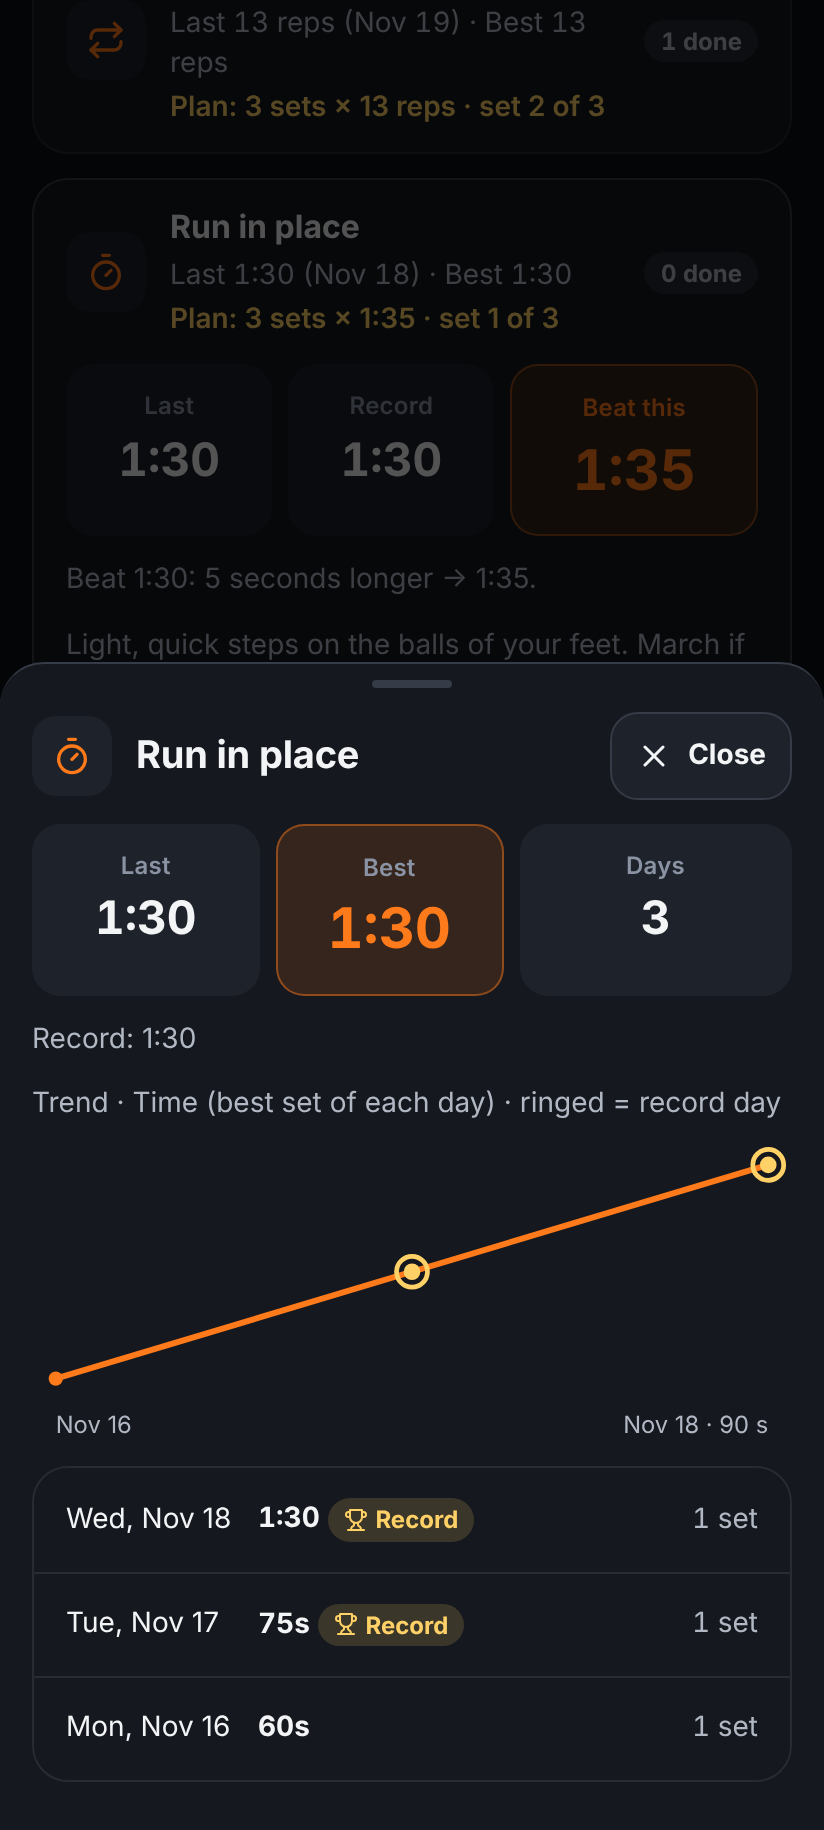 Last 13 reps (Nov 19) · Best 13
reps
1 done
Plan: 3 sets × 13 reps · set 2 of 3
Run in place
Last 1:30 (Nov 18) · Best 1:30
0 done
Plan: 3 sets × 1:35 · set 1 of 3
Last
Record
Beat this
1:30
1:30
1:35
Beat 1:30: 5 seconds longer → 1:35.
Light, quick steps on the balls of your feet. March if
Run in place
Close
Last
Best
Days
1:30
1:30
3
Record: 1:30
Trend · Time (best set of each day) · ringed = record day
Nov 16
Nov 18 · 90 s
Wed, Nov 18 1:30 Record 1 set
Tue, Nov 17 75s Record 1 set
Mon, Nov 16 60s 1 set